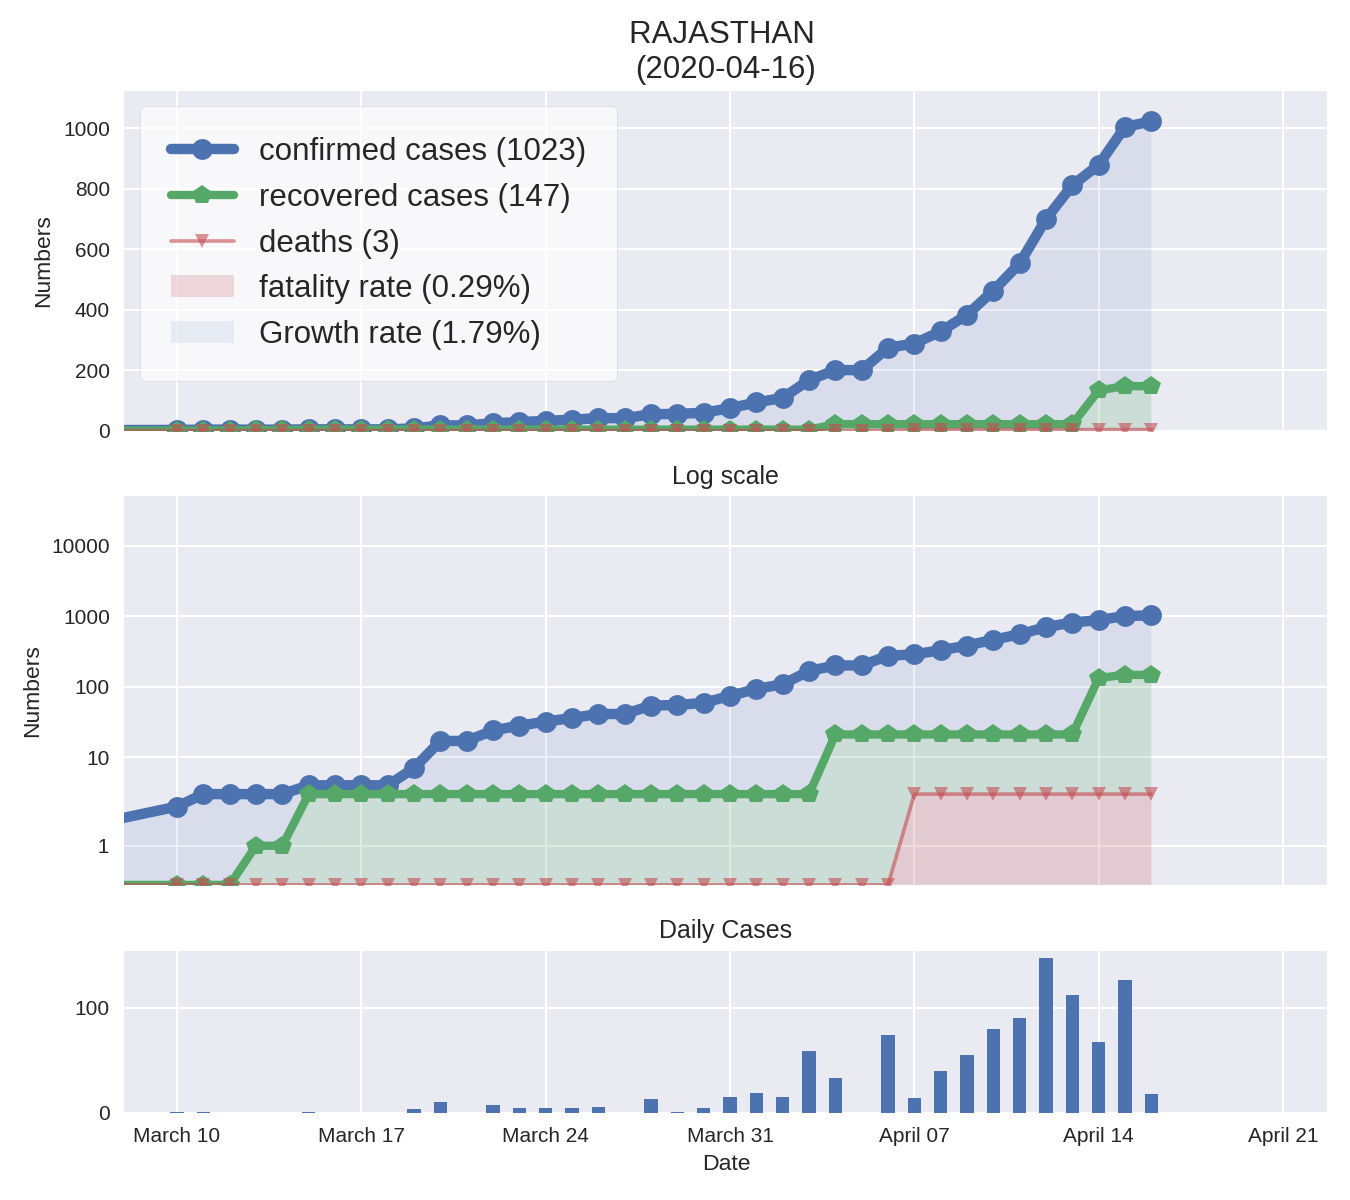 RAJASTHAN
(2020-04-16)
1000
800
600
400
200
0
Numbers
confirmed cases (1023)
recovered cases (147)
deaths (3)
fatality rate (0.29%)
Growth rate (1.79%)
Log scale
10000
1000
100
10
1
Numbers
Daily Cases
100
0
March 10 March 17 March 24 March 31 April 07 April 14 April 21
Date